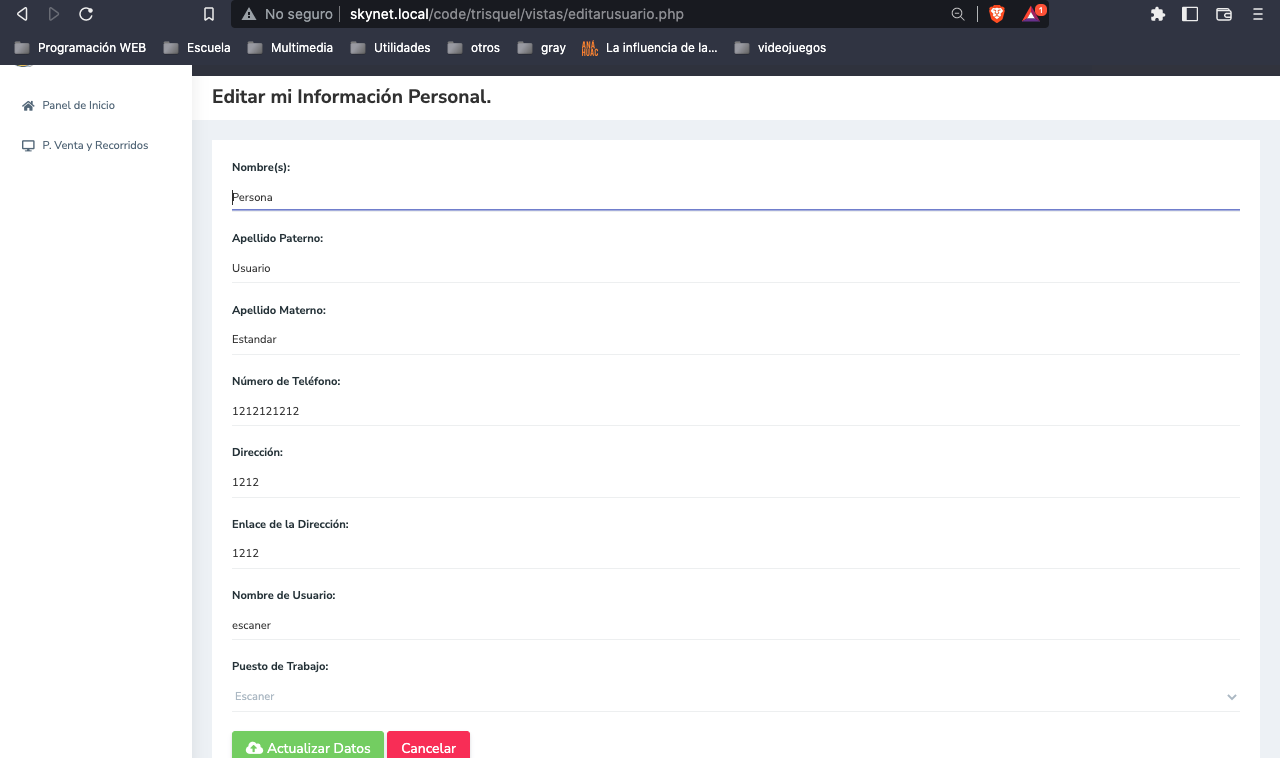 No seguro skynet.local/code/trisquel/vistas/editarusuario.php 1
Programación WEB Escuela Multimedia Utilidades otros gray ANÁHUAC La influencia de la... videojuegos
Panel de Inicio
P. Venta y Recorridos
Editar mi Información Personal.
Nombre(s):
Persona
Apellido Paterno:
Usuario
Apellido Materno:
Estandar
Número de Teléfono:
1212121212
Dirección:
1212
Enlace de la Dirección:
1212
Nombre de Usuario:
escaner
Puesto de Trabajo:
Escaner
Actualizar Datos Cancelar